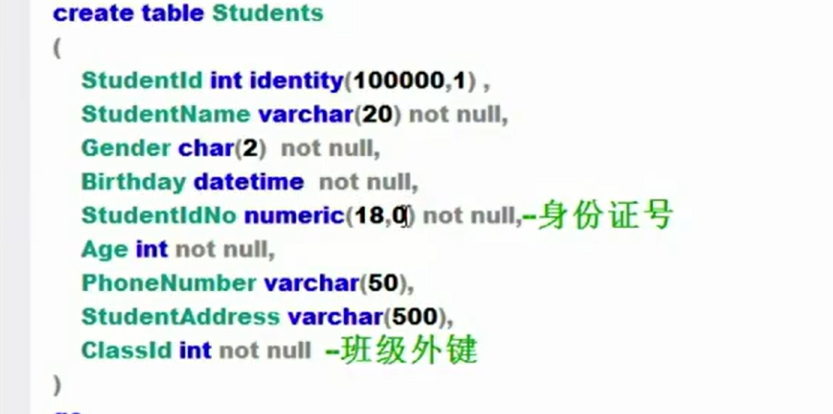 create table Students
(
StudentId int identity(100000,1) ,
StudentName varchar(20) not null,
Gender char(2) not null,
Birthday datetime not null,
StudentIdNo numeric(18,0) not null,--身份证号
Age int not null,
PhoneNumber varchar(50),
StudentAddress varchar(500),
ClassId int not null --班级外键
)